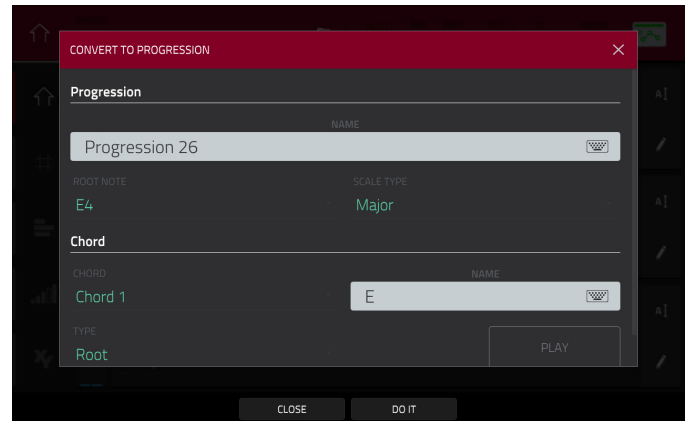 CONVERT TO PROGRESSION
Progression
NAME
Progression 26
ROOT NOTE SCALE TYPE
E4 Major
Chord
CHORD NAME
Chord 1 E
TYPE
Root PLAY
CLOSE DO IT